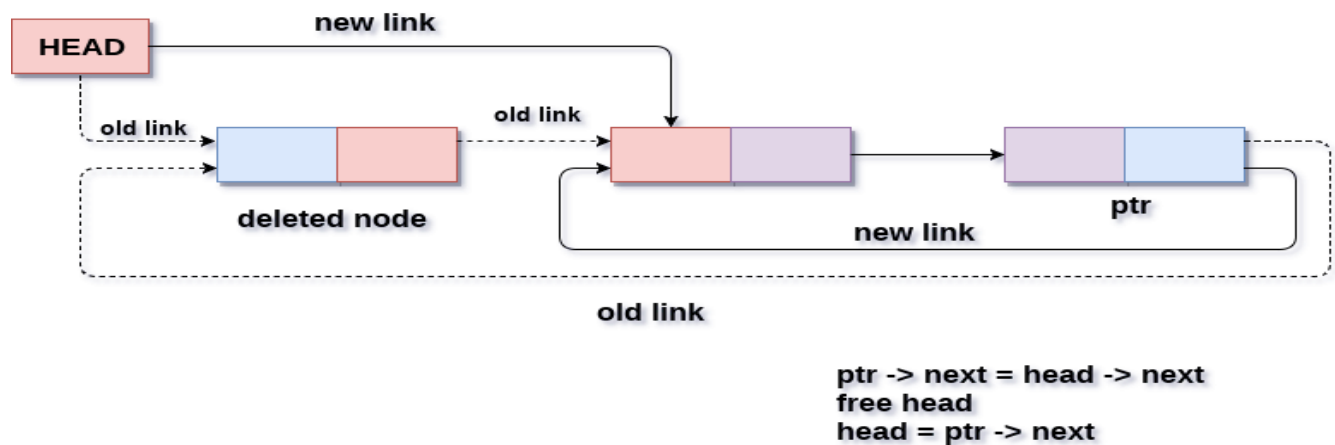 new link
HEAD
old link
old link
deleted node
ptr
new link
old link
ptr -> next = head -> next
free head
head = ptr -> next